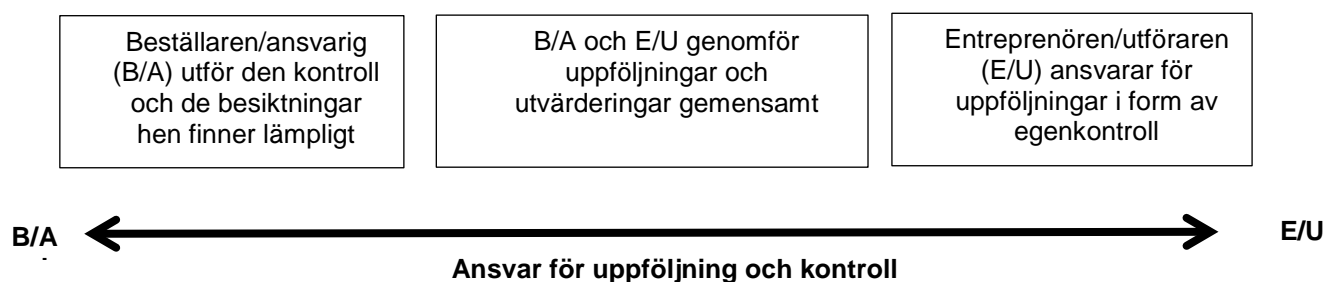 Beställaren/ansvarig
(B/A) utför den kontroll
och de besiktningar
hen finner lämpligt
B/A och E/U genomför
uppföljningar och
utvärderingar gemensamt
Entreprenören/utföraren
(E/U) ansvarar för
uppföljningar i form av
egenkontroll
B/A
E/U
Ansvar för uppföljning och kontroll